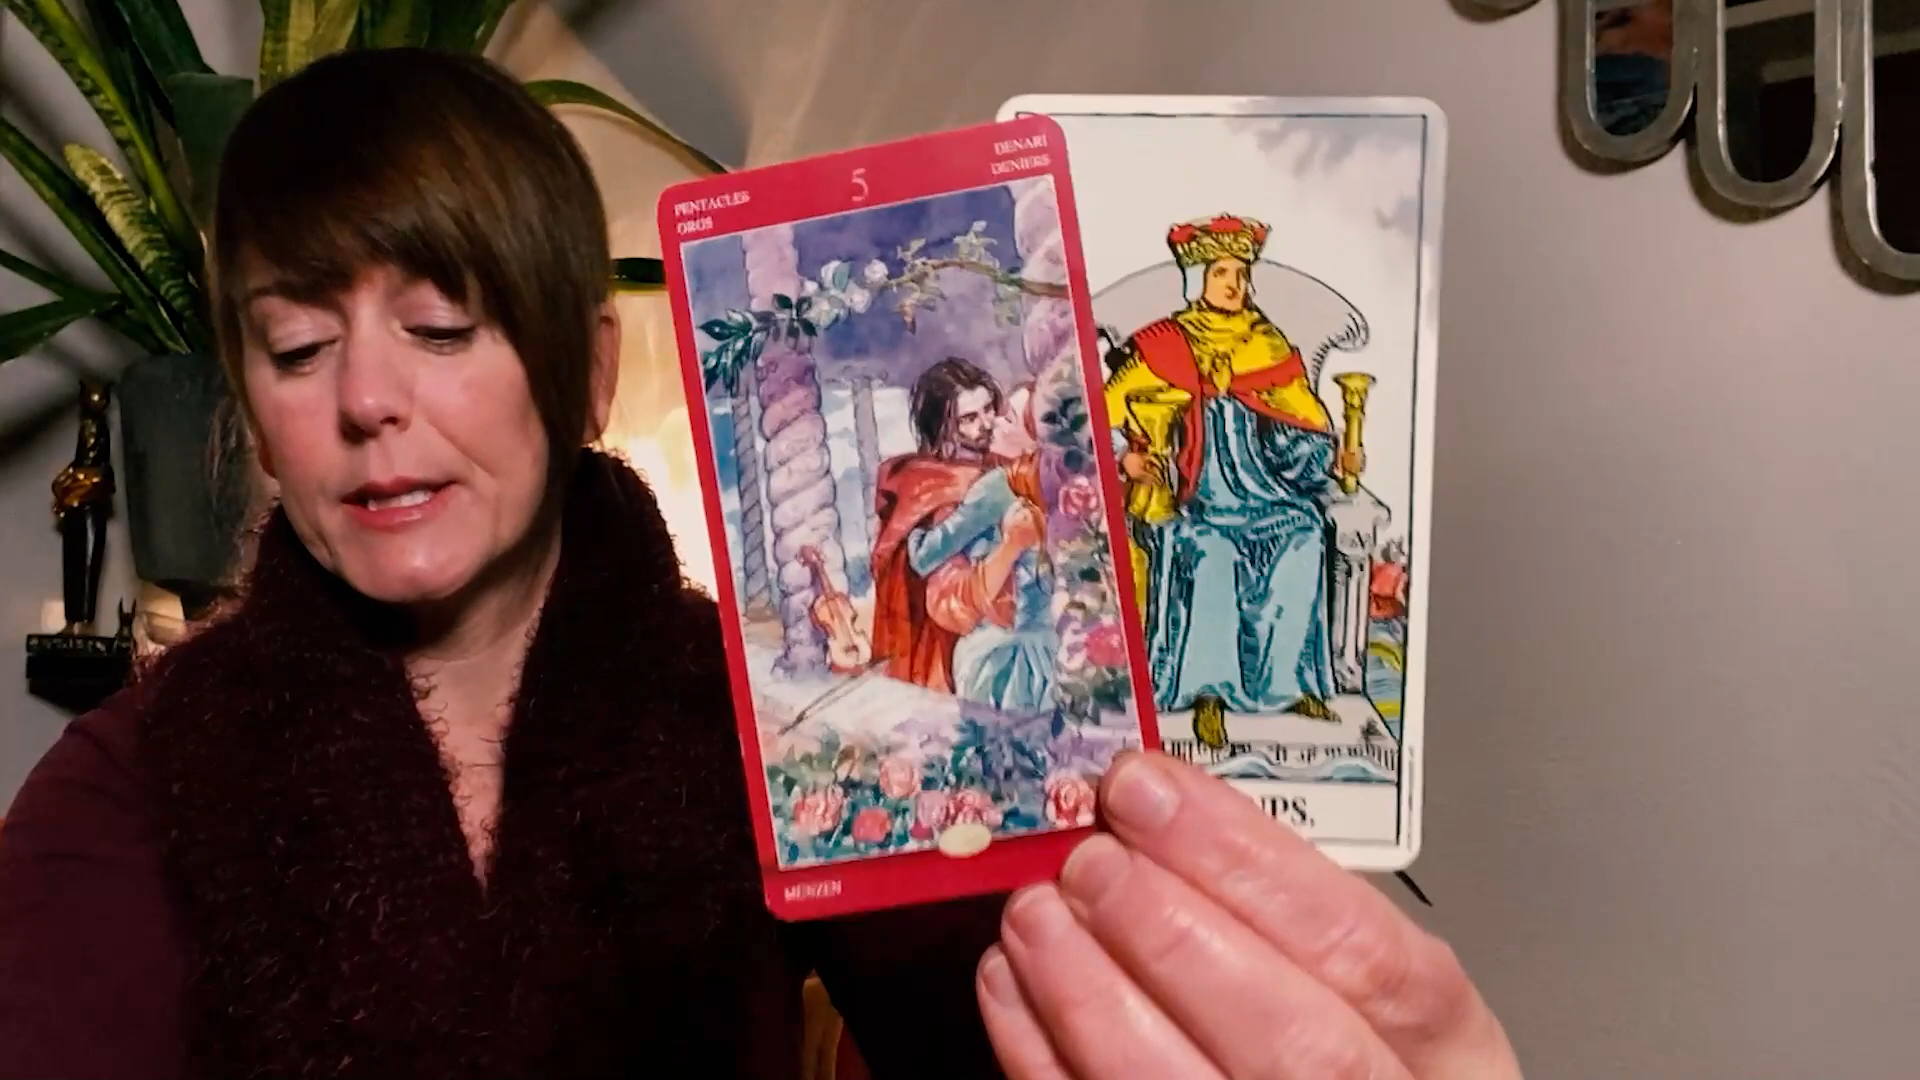 5
PENTACLES
OROS
DENARI
DENIERS
MÜNZEN
UPS.